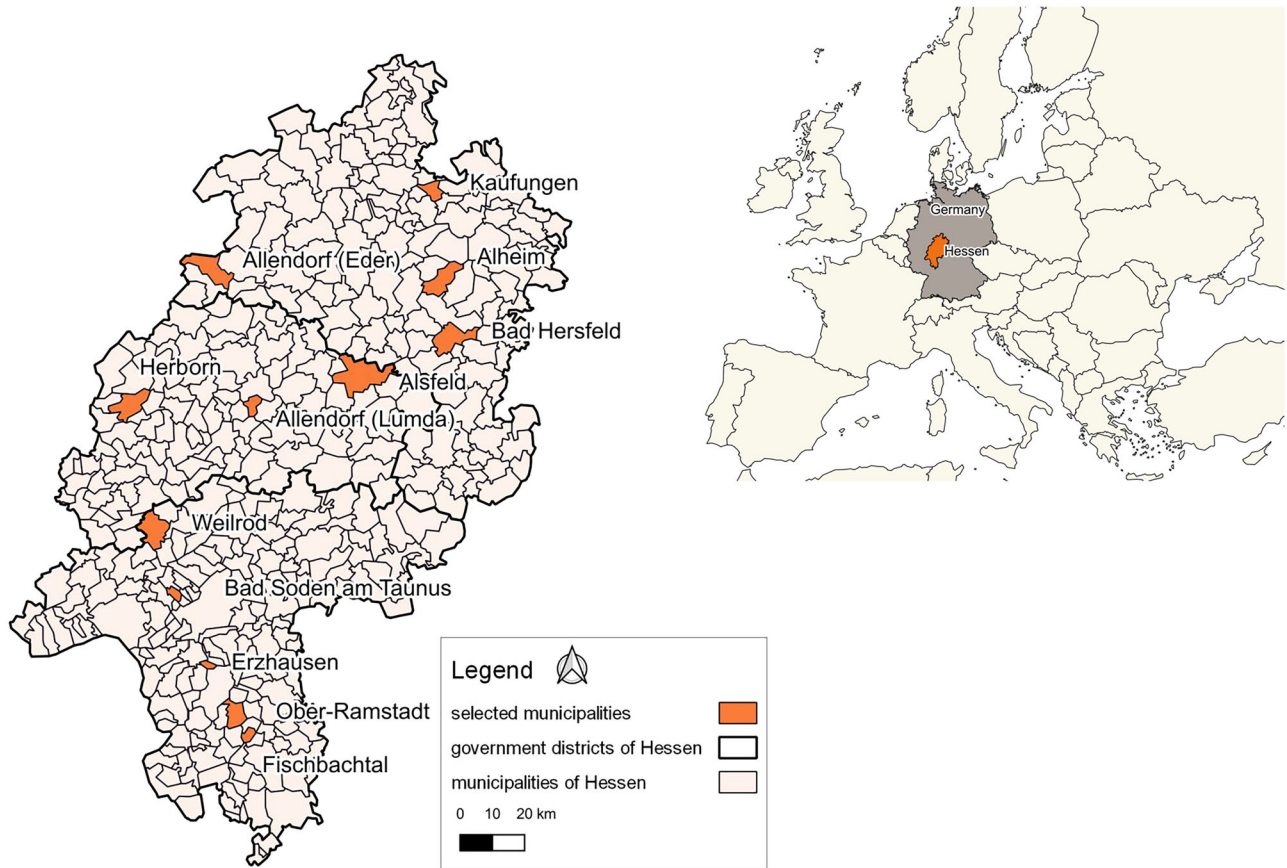 Kaufungen
Allendorf (Eder)
Alheim
Bad Hersfeld
Herborn
Alsfeld
Allendorf (Lumda)
Weilrod
Bad Soden am Taunus
Erzhausen
Ober-Ramstadt
Fischbachtal
Germany
Hessen
Legend
selected municipalities
government districts of Hessen
municipalities of Hessen
0 10 20 km